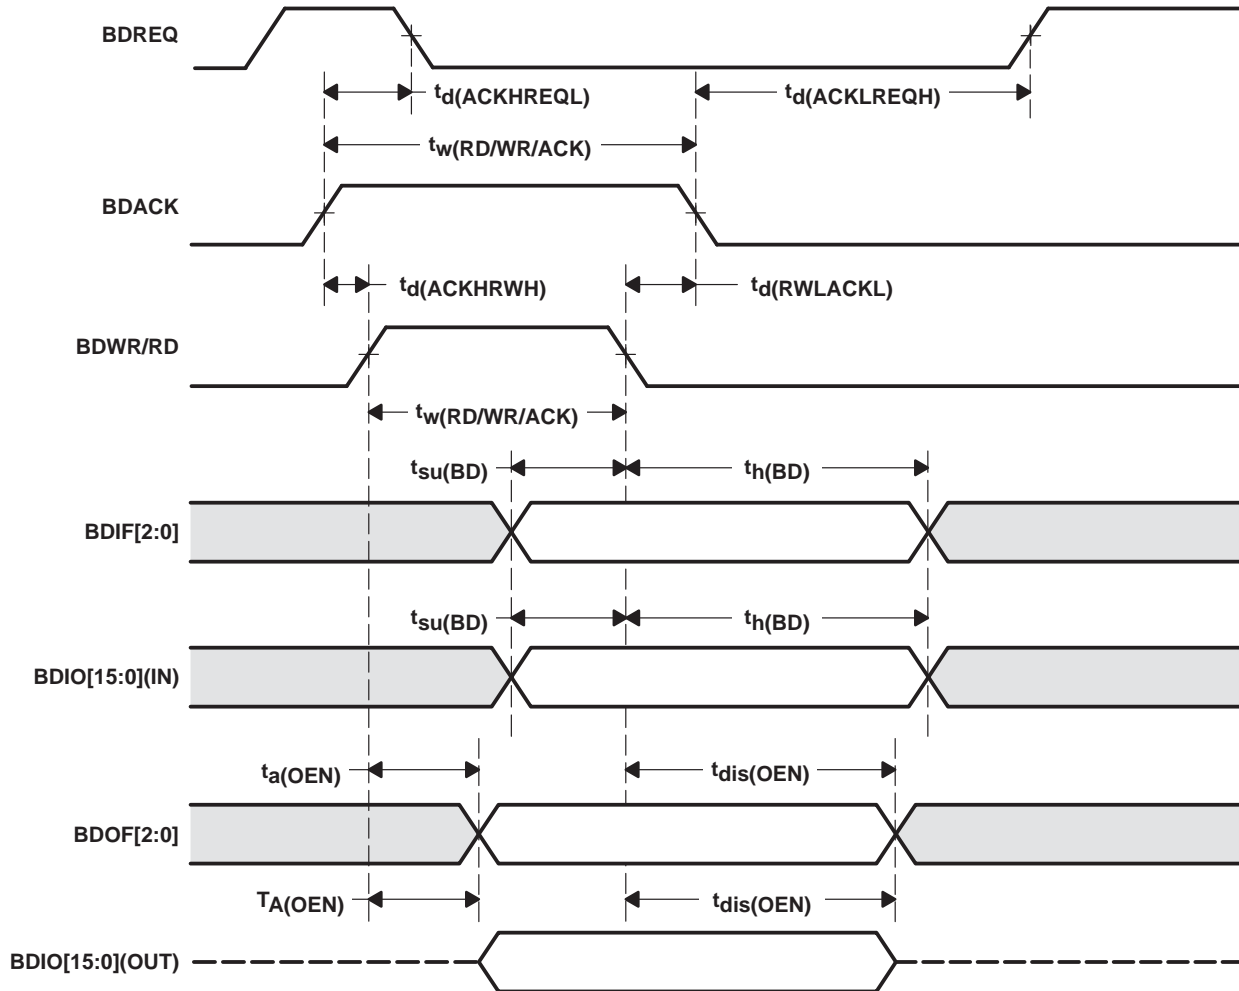 BDREQ
td(ACKHREQL)
td(ACKLREQH)
tw(RD/WR/ACK)
BDACK
td(ACKHRWH)
td(RWLACKL)
BDWR/RD
tw(RD/WR/ACK)
tsu(BD)
th(BD)
BDIF[2:0]
tsu(BD)
th(BD)
BDIO[15:0](IN)
ta(OEN)
tdis(OEN)
BDOF[2:0]
TA(OEN)
tdis(OEN)
BDIO[15:0](OUT)